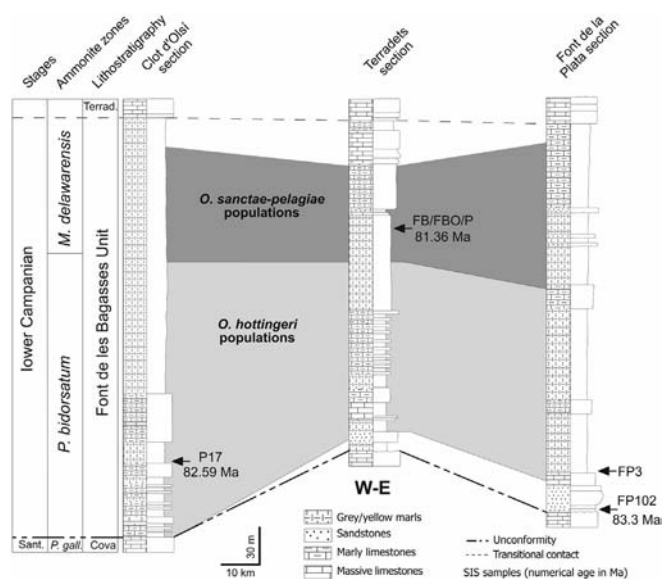 Stages
Ammonite zones
Lithostratigraphy
Clot d'Olsi
section
Terradets
section
Font de la
Plata section
Terrad.
lower Campanian
M. delawarensis
P. bidorsatum
Font de les Bagasses Unit
O. sanctae-pelagiae
populations
FB/FBO/P
81.36 Ma
O. hottingeri
populations
P17
82.59 Ma
FP3
FP102
83.3 Ma
Sant.
P. gall.
Cova
W-E
30 m
10 km
Grey/yellow marls
Sandstones
Marly limestones
Massive limestones
Unconformity
Transitional contact
SIS samples (numerical age in Ma)